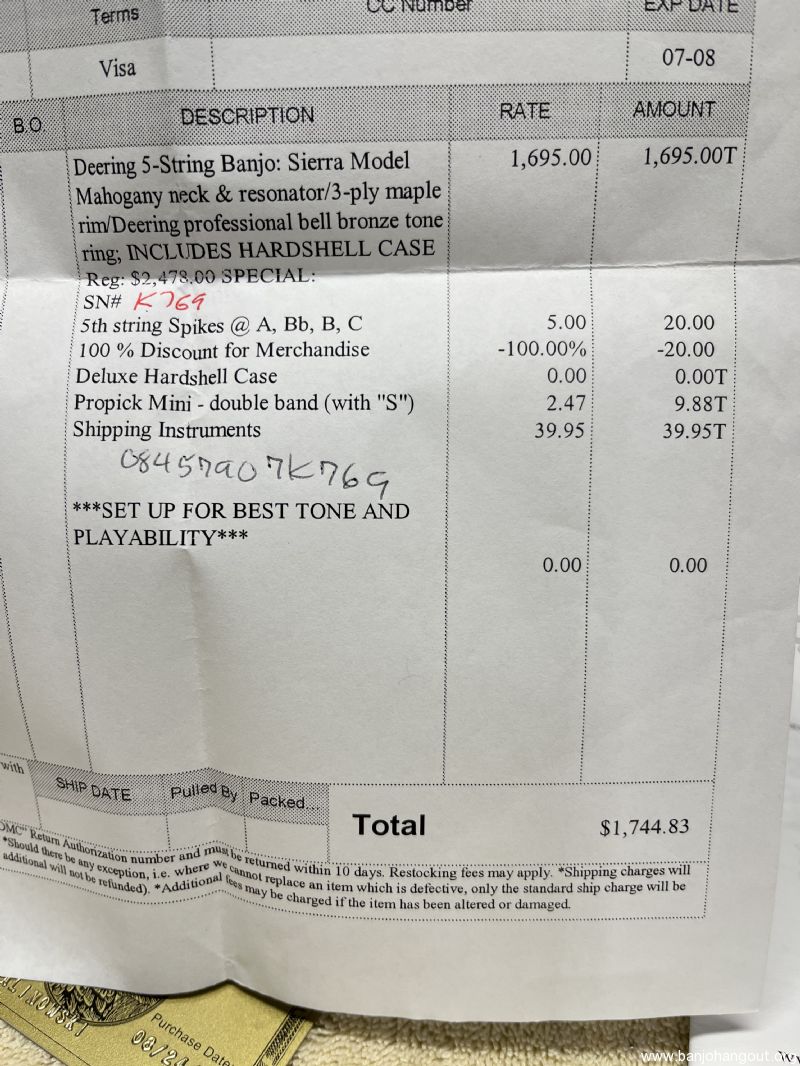 Terms CC Number EXP DATE
Visa 07-08
B.O. DESCRIPTION RATE AMOUNT
Deering 5-String Banjo: Sierra Model 1,695.00 1,695.00T
Mahogany neck & resonator/3-ply maple
rim/Deering professional bell bronze tone
ring; INCLUDES HARDSHELL CASE
Reg: $2,478.00 SPECIAL:
SN# K769
5th string Spikes @ A, Bb, B, C 5.00 20.00
100 % Discount for Merchandise -100.00% -20.00
Deluxe Hardshell Case 0.00 0.00T
Propick Mini - double band (with "S") 2.47 9.88T
Shipping Instruments 39.95 39.95T
08457907K769
***SET UP FOR BEST TONE AND
PLAYABILITY***
0.00 0.00
with SHIP DATE Pulled By Packed...
Total $1,744.83
Return Authorization number and must be returned within 10 days. Restocking fees may apply. *Shipping charges will
*Should there be any exception, i.e. where we cannot replace an item which is defective, only the standard ship charge will be
additional will not be refunded). *Additional fees may be charged if the item has been altered or damaged.
Purchase Date
08/24
www.banjohangout.o